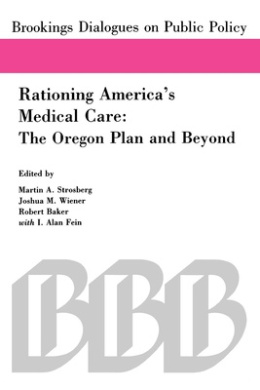 Brookings Dialogues on Public Policy
Rationing America's
Medical Care:
The Oregon Plan and Beyond
Edited by
Martin A. Strosberg
Joshua M. Wiener
Robert Baker
with I. Alan Fein
BBB